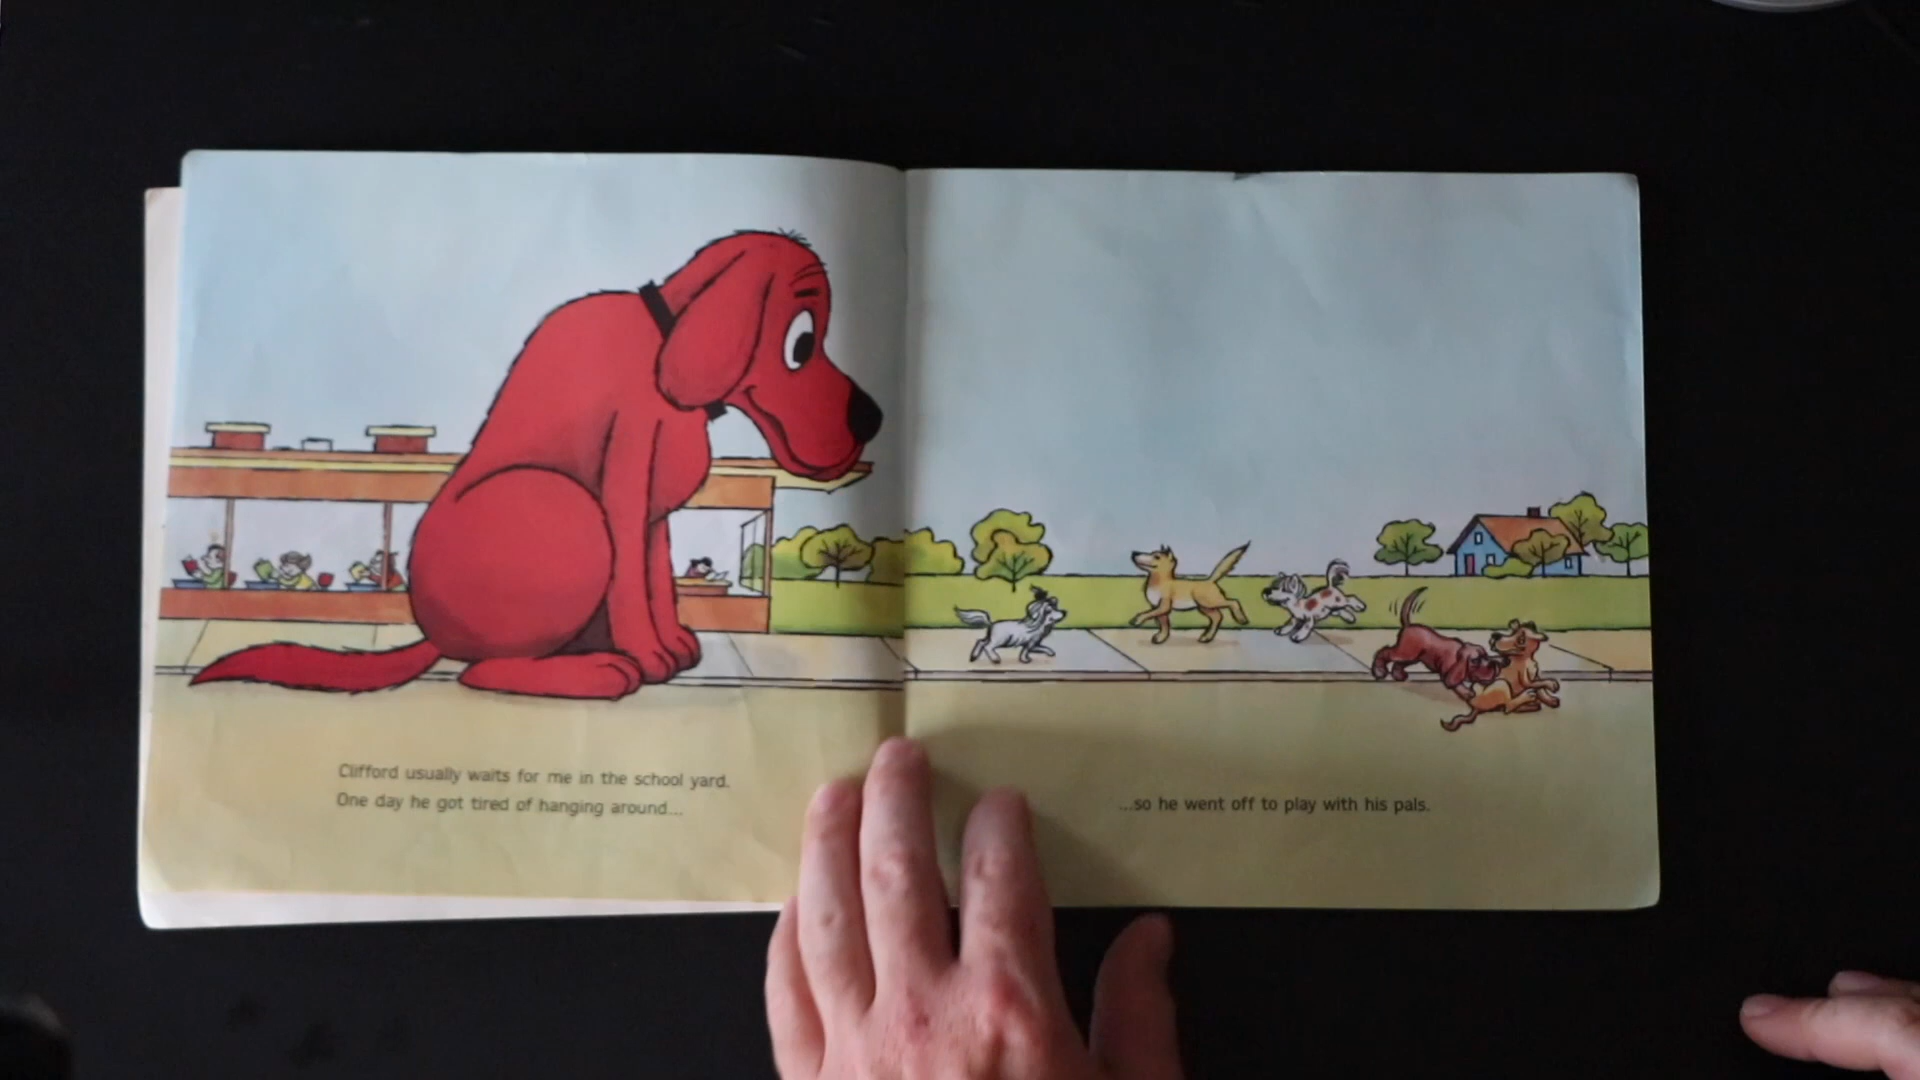 Clifford usually waits for me in the school yard.
One day he got tired of hanging around...
...so he went off to play with his pals.